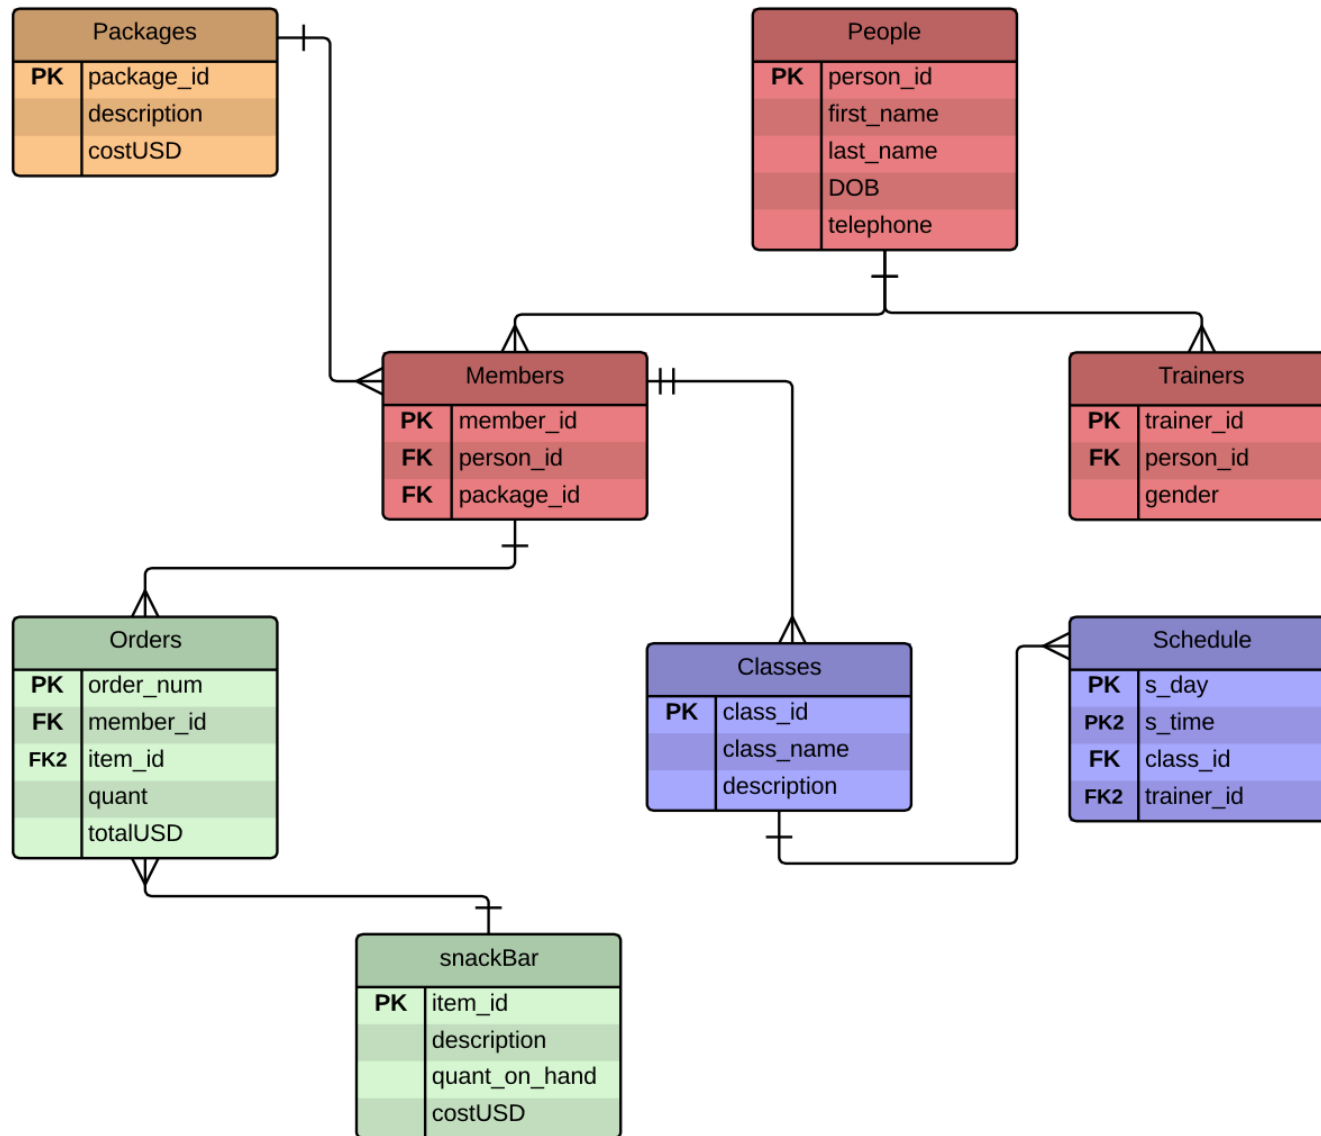 Packages
PK package_id
description
costUSD
People
PK person_id
first_name
last_name
DOB
telephone
Members
PK member_id
FK person_id
FK package_id
Trainers
PK trainer_id
FK person_id
gender
Orders
PK order_num
FK member_id
FK2 item_id
quant
totalUSD
Classes
PK class_id
class_name
description
Schedule
PK s_day
PK2 s_time
FK class_id
FK2 trainer_id
snackBar
PK item_id
description
quant_on_hand
costUSD